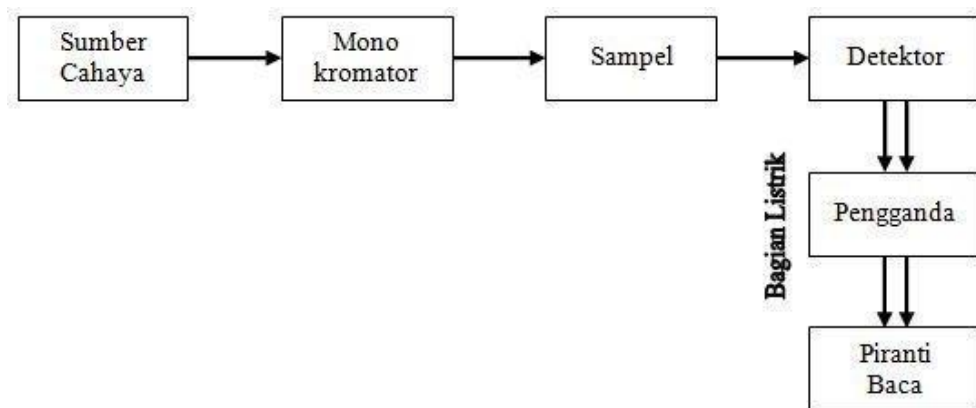 Sumber
Cahaya
Mono
kromator
Sampel
Detektor
Bagian Listrik
Pengganda
Piranti
Baca